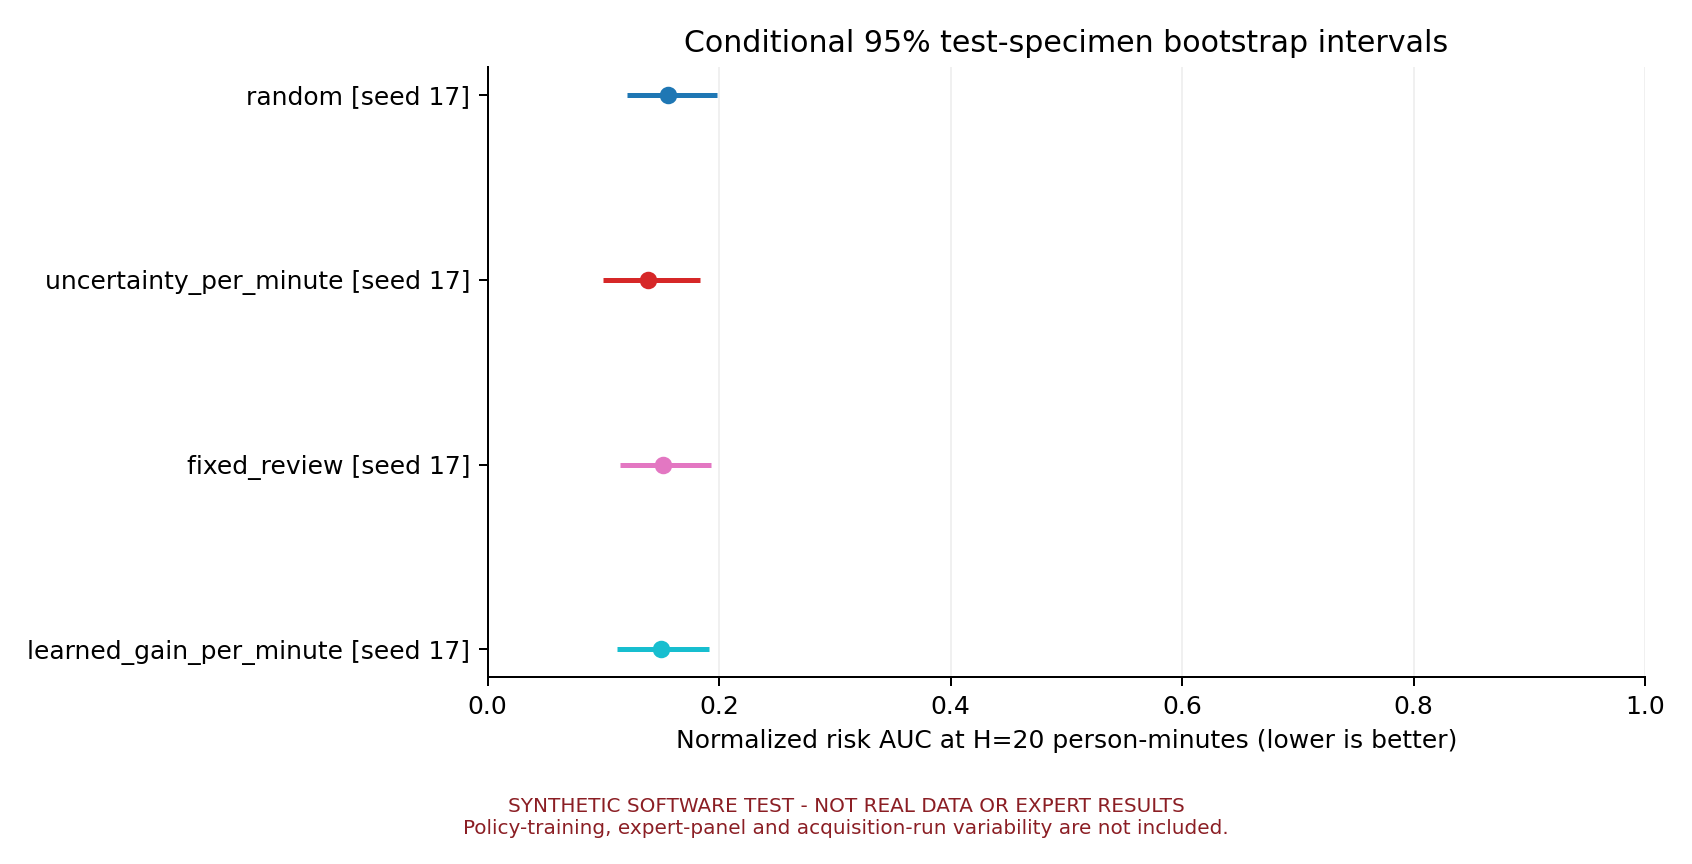 Conditional 95% test-specimen bootstrap intervals
random [seed 17]
uncertainty_per_minute [seed 17]
fixed_review [seed 17]
learned_gain_per_minute [seed 17]
0.0 0.2 0.4 0.6 0.8 1.0
Normalized risk AUC at H=20 person-minutes (lower is better)
SYNTHETIC SOFTWARE TEST - NOT REAL DATA OR EXPERT RESULTS
Policy-training, expert-panel and acquisition-run variability are not included.